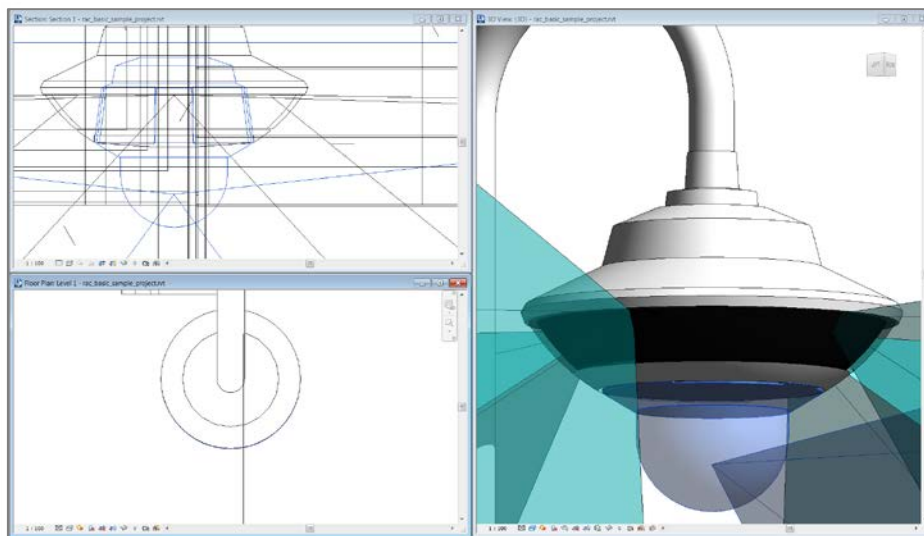 Section: Section 1 - rac_basic_sample_project.rvt
1 : 100
Floor Plan: Level 1 - rac_basic_sample_project.rvt
1 : 100
3D View: {3D} - rac_basic_sample_project.rvt
1 : 100